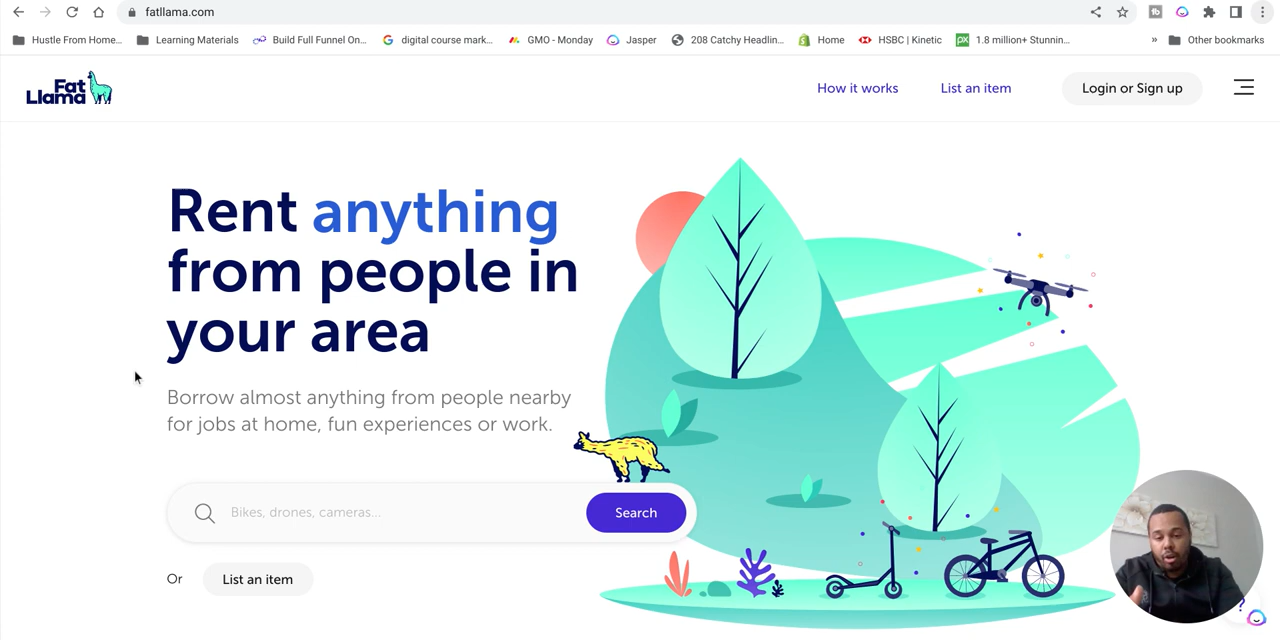 fatllama.com
Hustle From Home... Learning Materials Build Full Funnel On... digital course mark... GMO - Monday Jasper 208 Catchy Headlin... Home HSBC | Kinetic 1.8 million+ Stunnin... » Other bookmarks
Fat
Llama
How it works List an item Login or Sign up
Rent anything
from people in
your area
Borrow almost anything from people nearby
for jobs at home, fun experiences or work.
Bikes, drones, cameras... Search
Or List an item